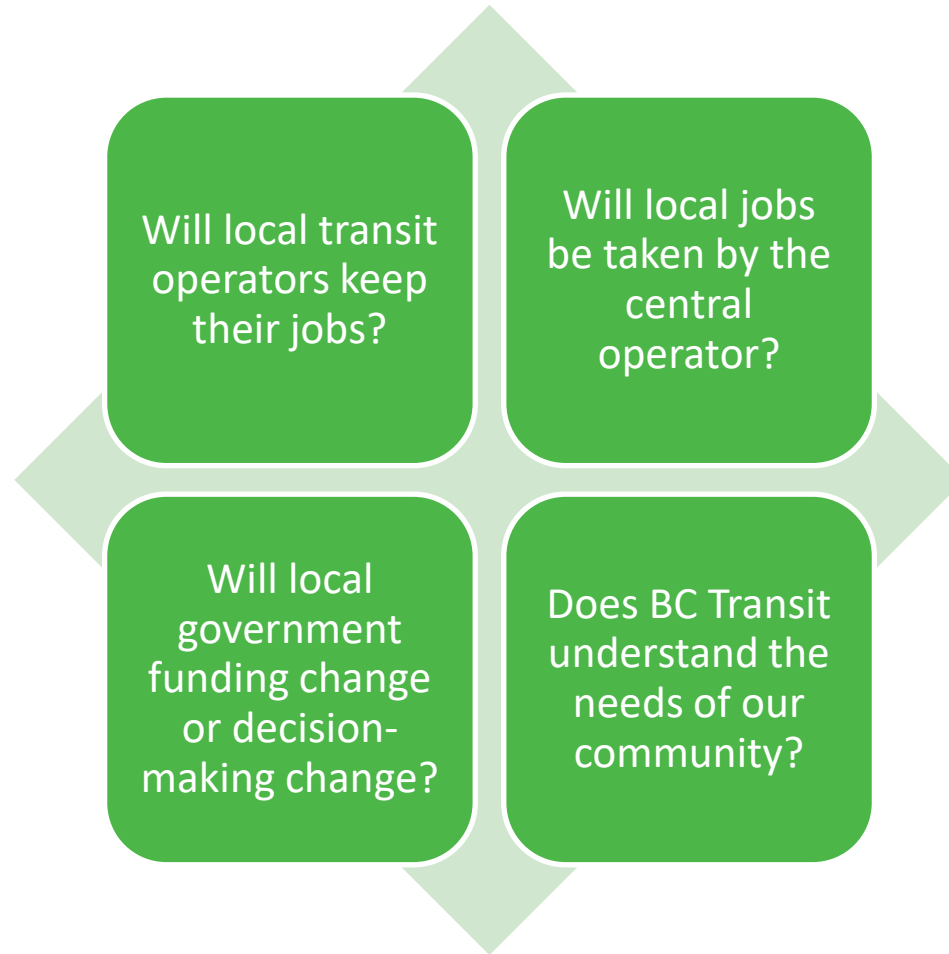 Will local transit
operators keep
their jobs?
Will local jobs
be taken by the
central
operator?
Will local
government
funding change
or decision-
making change?
Does BC Transit
understand the
needs of our
community?